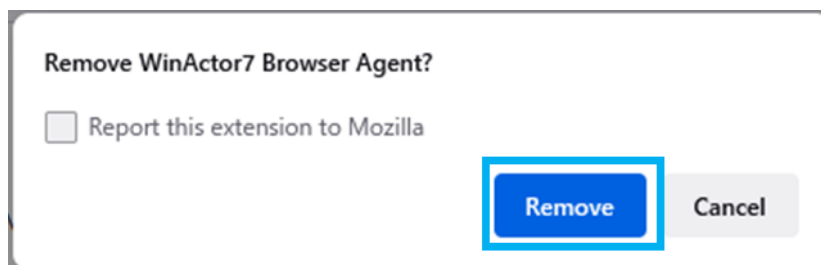 Remove WinActor7 Browser Agent?
Report this extension to Mozilla
Remove Cancel